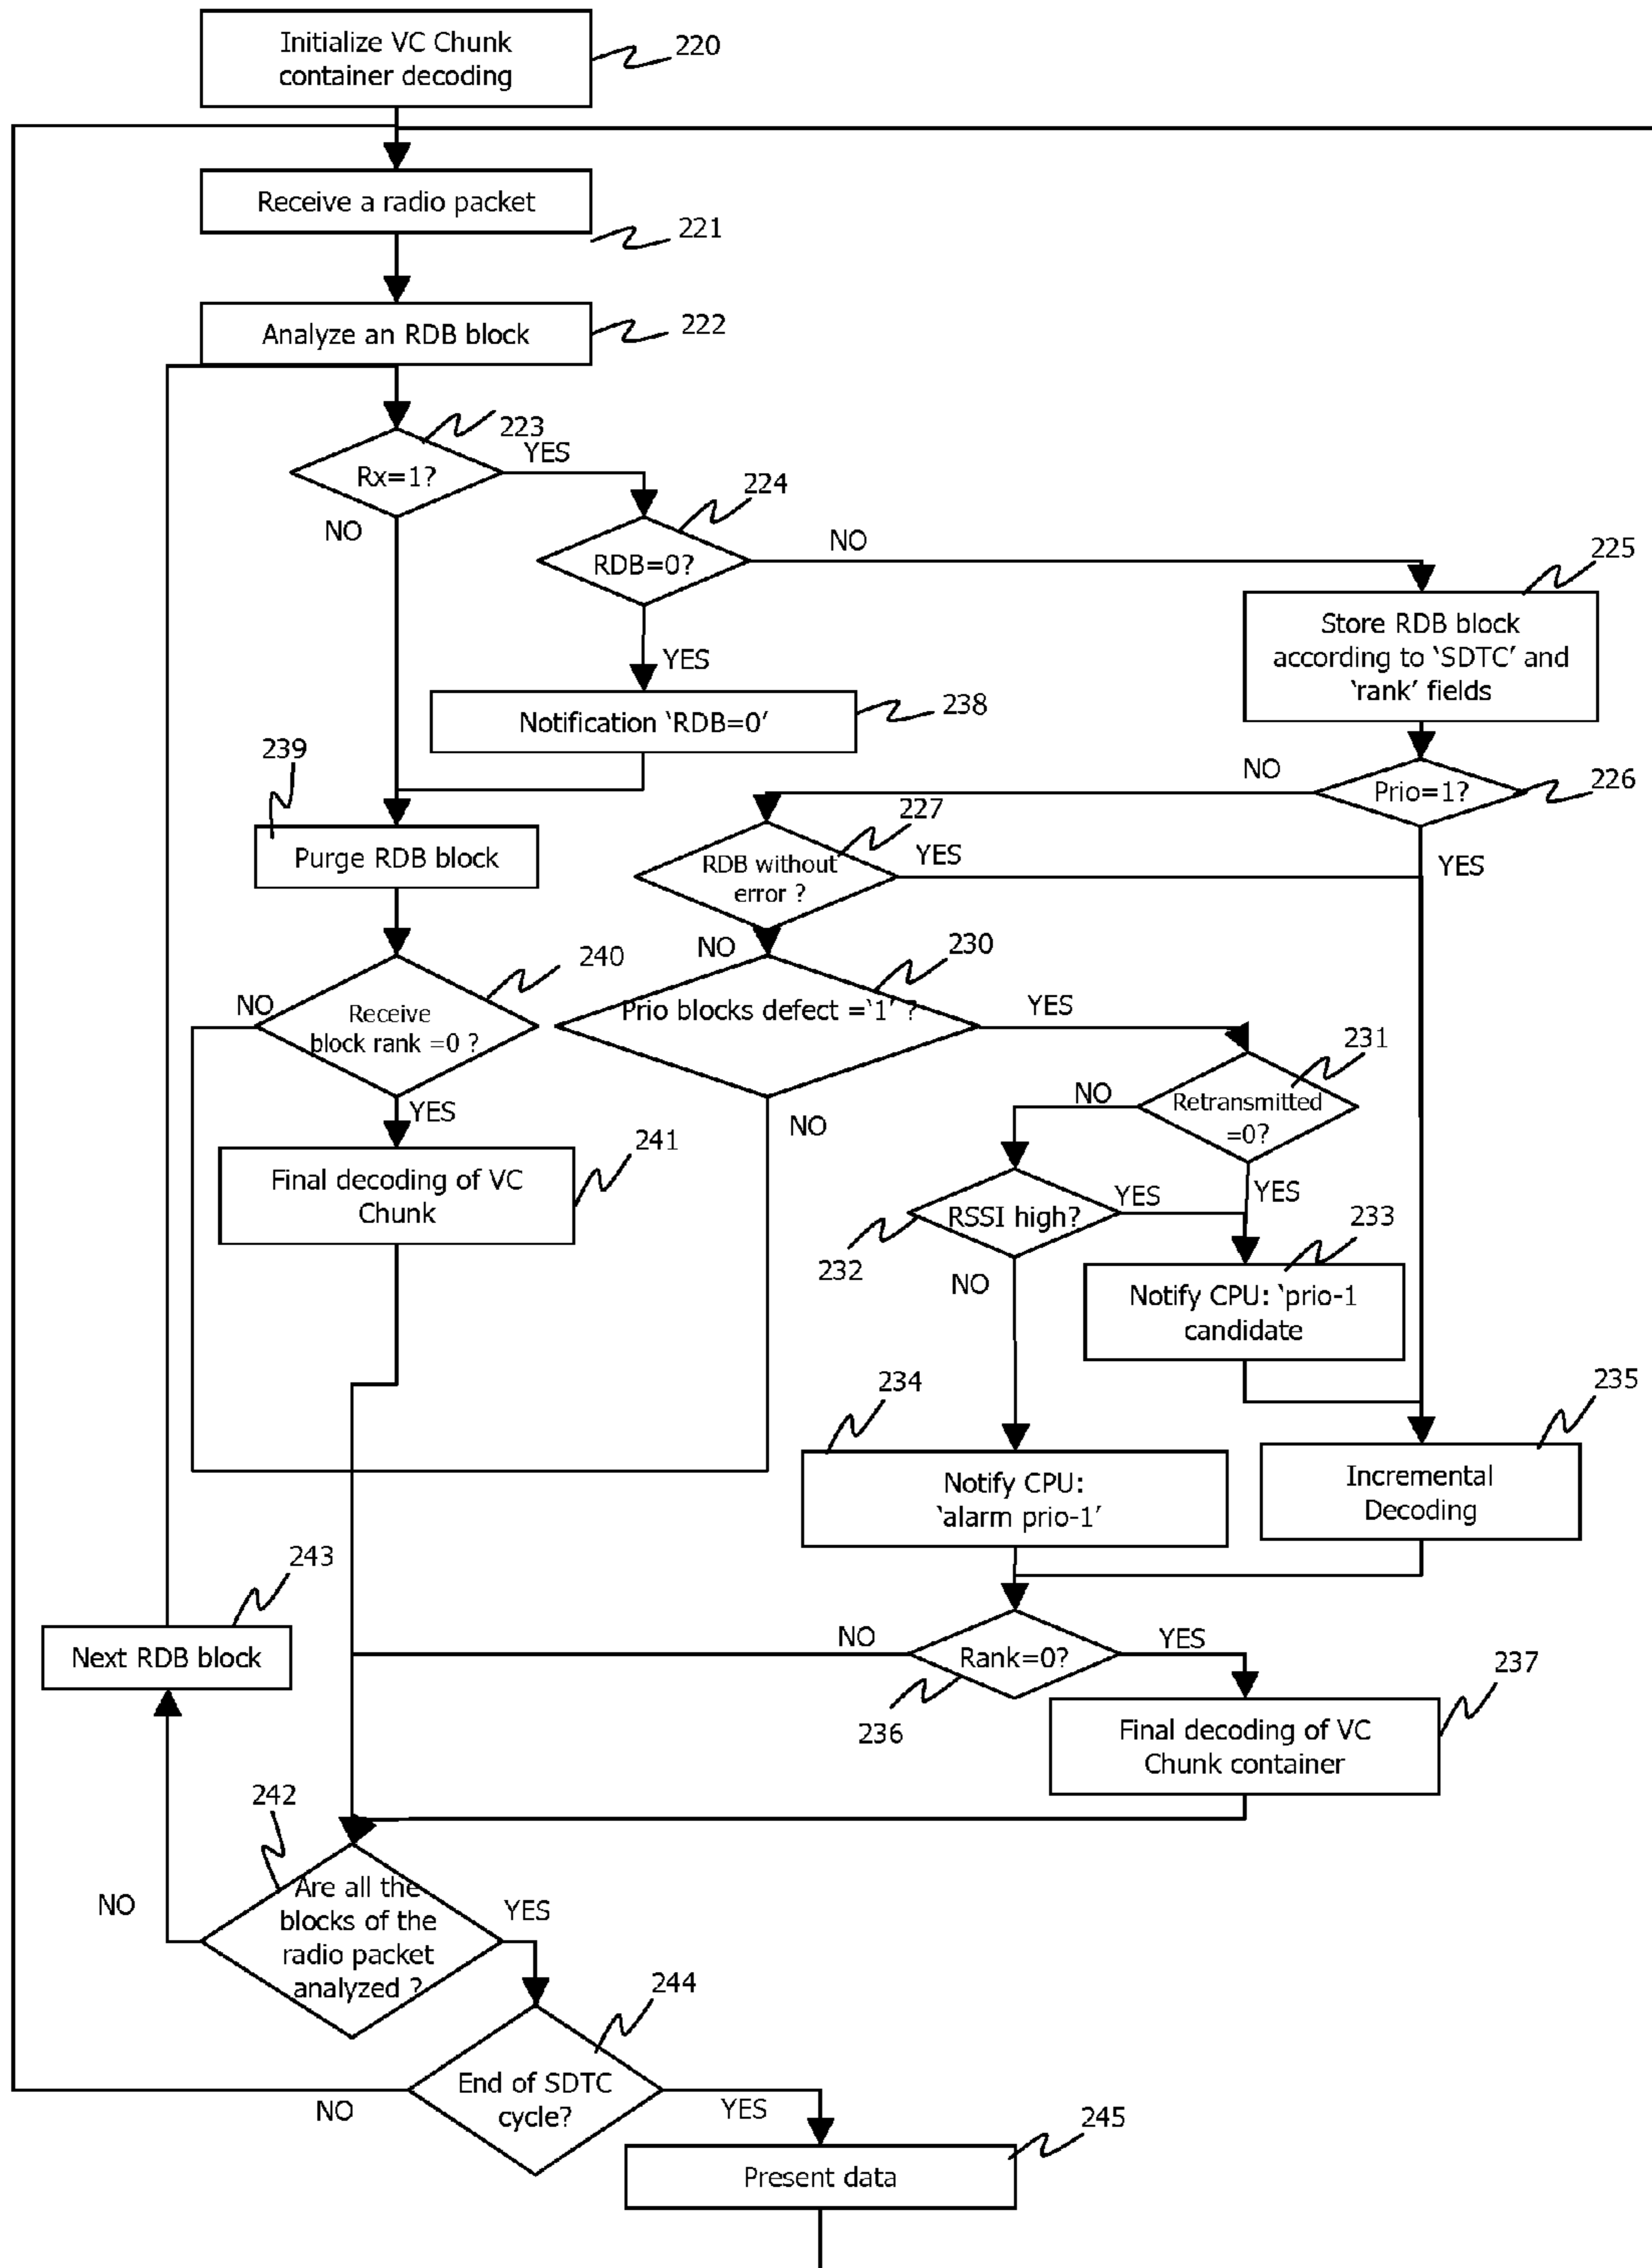 Initialize VC Chunk
container decoding
220
Receive a radio packet
221
Analyze an RDB block
222
223
Rx=1?
YES
NO
224
RDB=0?
NO
YES
225
Store RDB block
according to ‘SDTC’ and
‘rank’ fields
Notification ‘RDB=0’
238
239
Purge RDB block
Prio=1?
226
NO
YES
227
RDB without
error ?
YES
NO
240
Receive
block rank =0 ?
NO
YES
230
Prio blocks defect =‘1’ ?
YES
NO
231
Retransmitted
=0?
NO
YES
241
Final decoding of VC
Chunk
RSSI high?
232
YES
NO
233
Notify CPU: ‘prio-1
candidate
234
Notify CPU:
‘alarm prio-1’
235
Incremental
Decoding
243
Next RDB block
Rank=0?
236
NO
YES
237
Final decoding of VC
Chunk container
242
Are all the
blocks of the
radio packet
analyzed ?
NO
YES
244
End of SDTC
cycle?
NO
YES
245
Present data